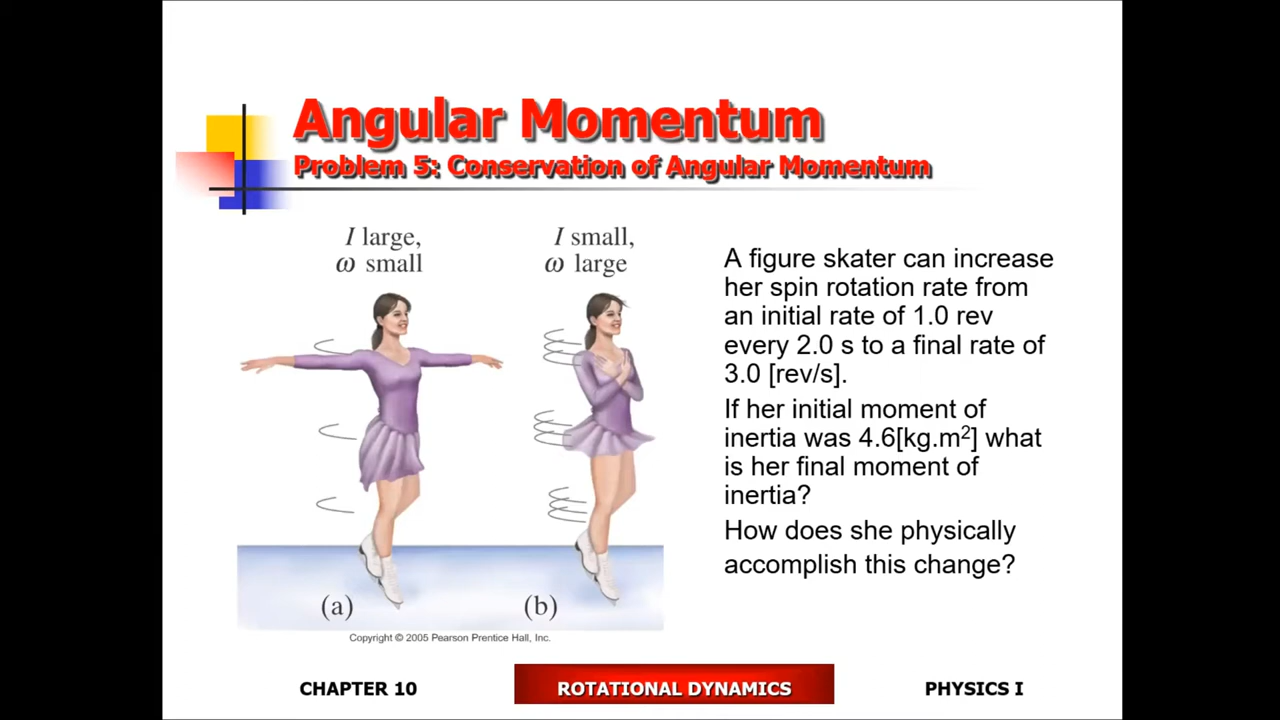 Angular Momentum
Problem 5: Conservation of Angular Momentum
I large,
ω small
I small,
ω large
(a)
(b)
Copyright © 2005 Pearson Prentice Hall, Inc.
A figure skater can increase
her spin rotation rate from
an initial rate of 1.0 rev
every 2.0 s to a final rate of
3.0 [rev/s].
If her initial moment of
inertia was 4.6[kg.m²] what
is her final moment of
inertia?
How does she physically
accomplish this change?
CHAPTER 10
ROTATIONAL DYNAMICS
PHYSICS I